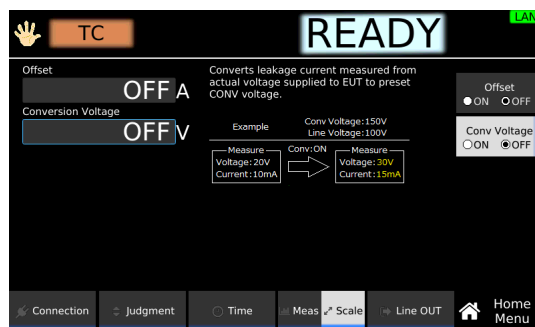 LAN
TC
READY
Offset
OFF A
Conversion Voltage
OFF V
Converts leakage current measured from
actual voltage supplied to EUT to preset
CONV voltage.
Example
Conv Voltage:150V
Line Voltage:100V
Measure
Voltage:20V
Current:10mA
Conv:ON
Measure
Voltage:30V
Current:15mA
Offset
ON OFF
Conv Voltage
ON OFF
Connection
Judgment
Time
Meas
Scale
Line OUT
Home
Menu